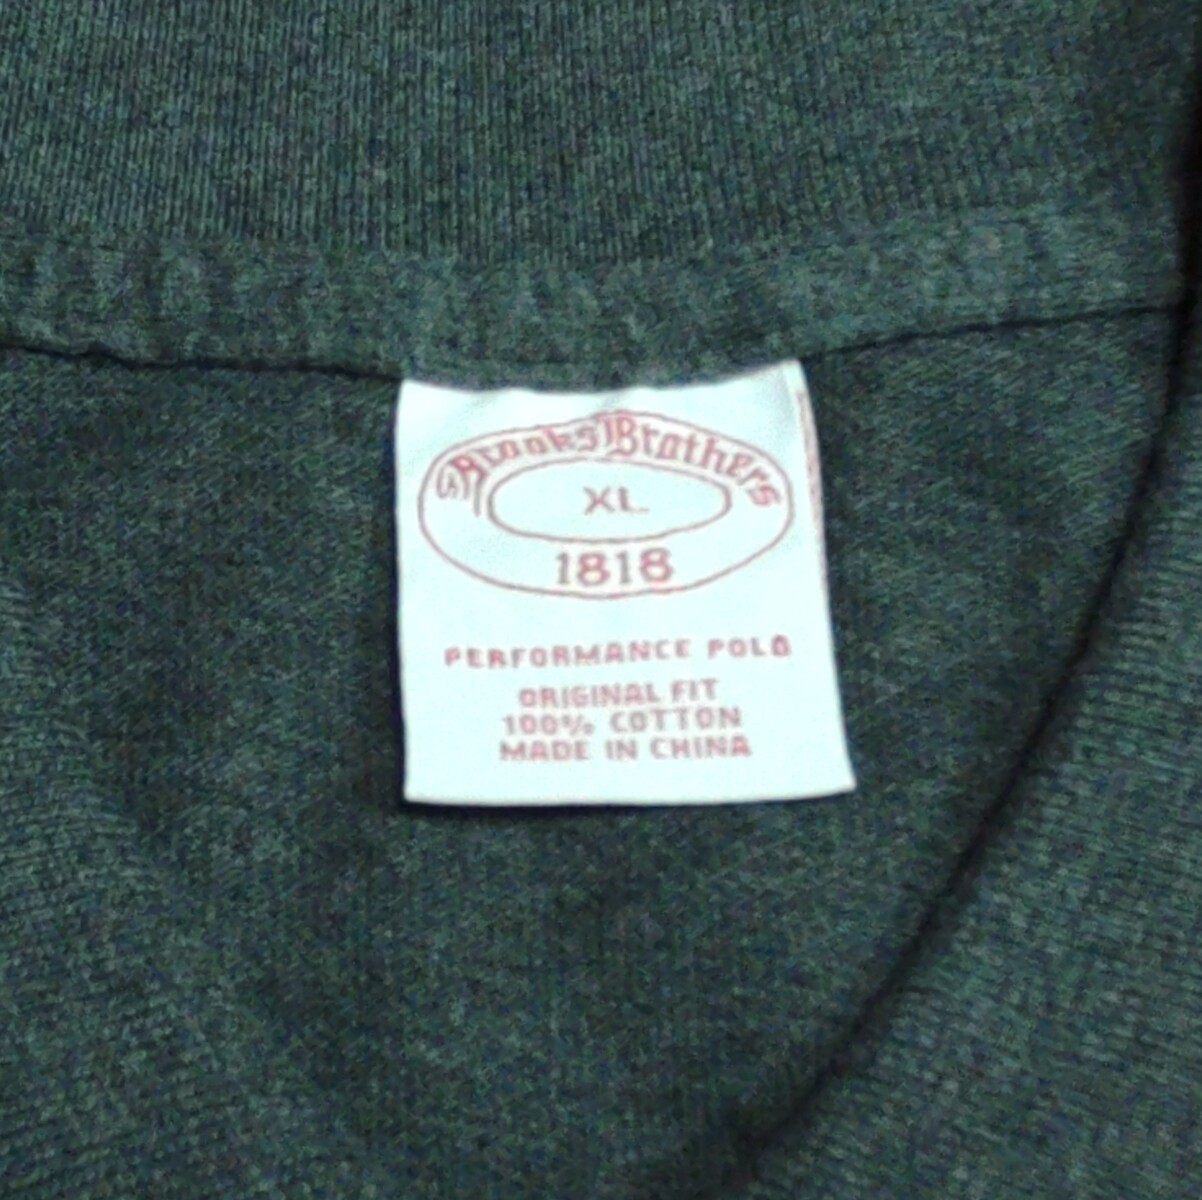 Brooks Brothers
XL
1818
PERFORMANCE POLO
ORIGINAL FIT
100% COTTON
MADE IN CHINA